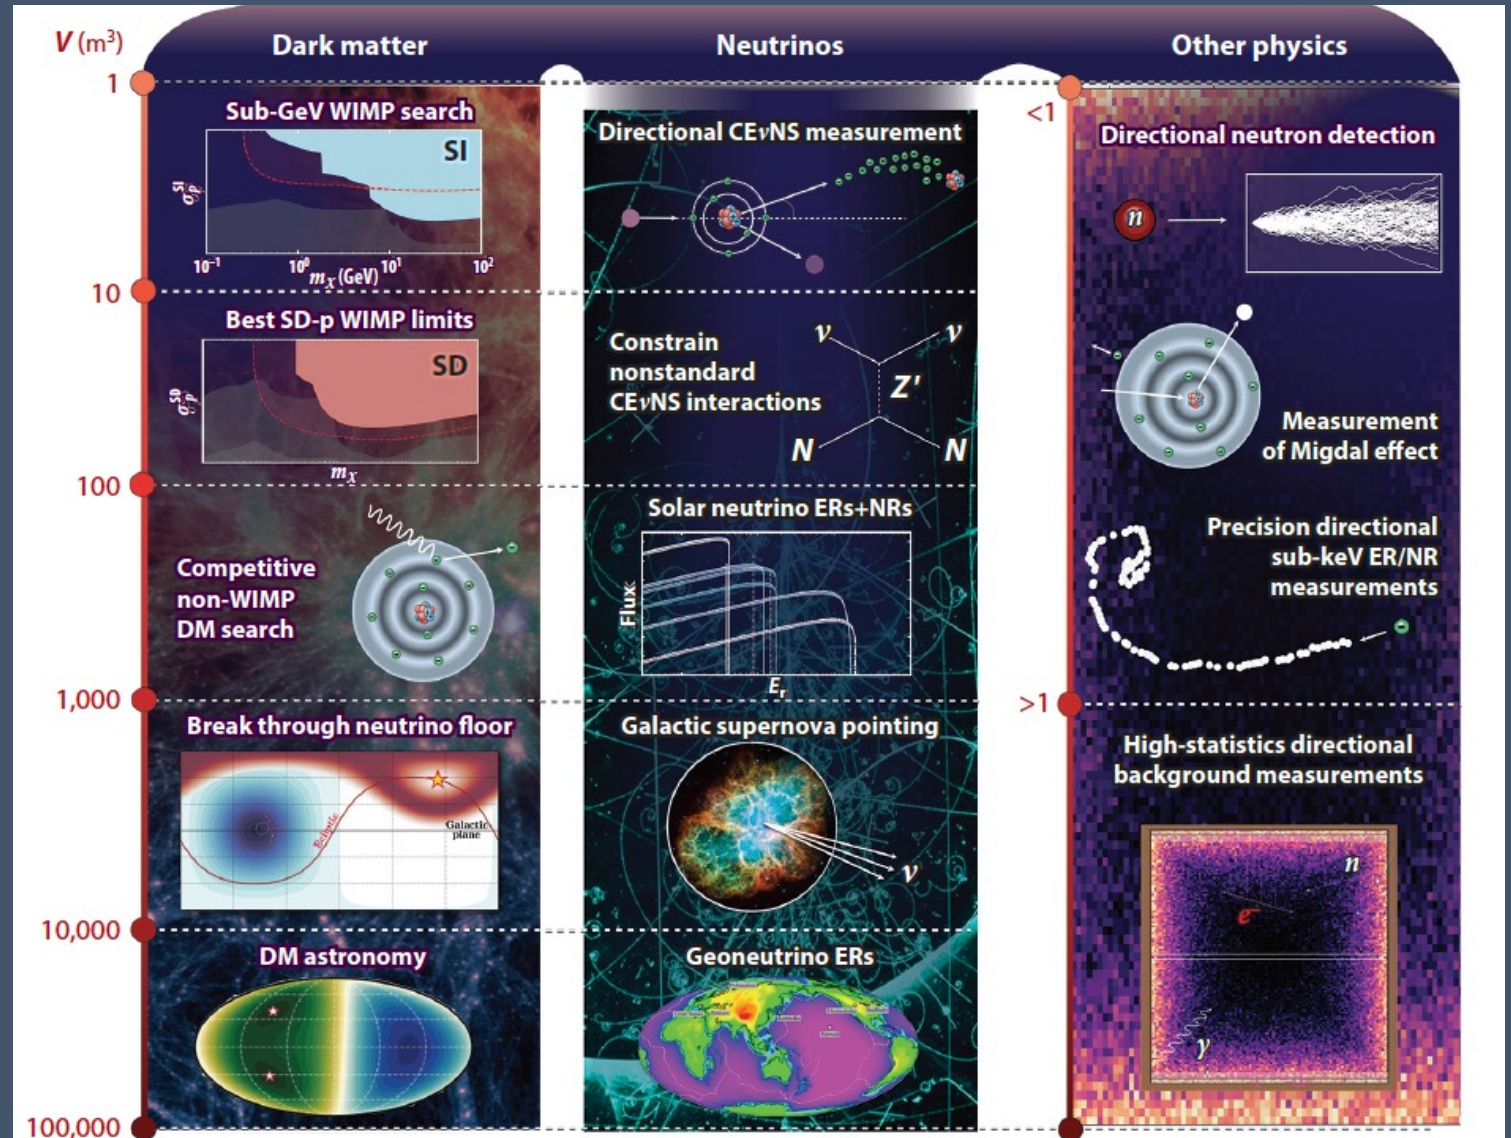 V (m³)
Dark matter
Neutrinos
Other physics
1
Sub-GeV WIMP search
SI
σ_p^SI
10⁻¹
10⁰
10¹
10²
m_χ (GeV)
10
Best SD-p WIMP limits
SD
σ_p^SD
m_χ
100
Competitive
non-WIMP
DM search
1,000
Break through neutrino floor
Ecliptic
Galactic
plane
10,000
DM astronomy
100,000
Directional CEνNS measurement
Constrain
nonstandard
CEνNS interactions
ν
ν
Z'
N
N
Solar neutrino ERs+NRs
Flux
E_r
Galactic supernova pointing
ν
Geoneutrino ERs
<1
Directional neutron detection
n
Measurement
of Migdal effect
Precision directional
sub-keV ER/NR
measurements
>1
High-statistics directional
background measurements
n
e⁻
γ